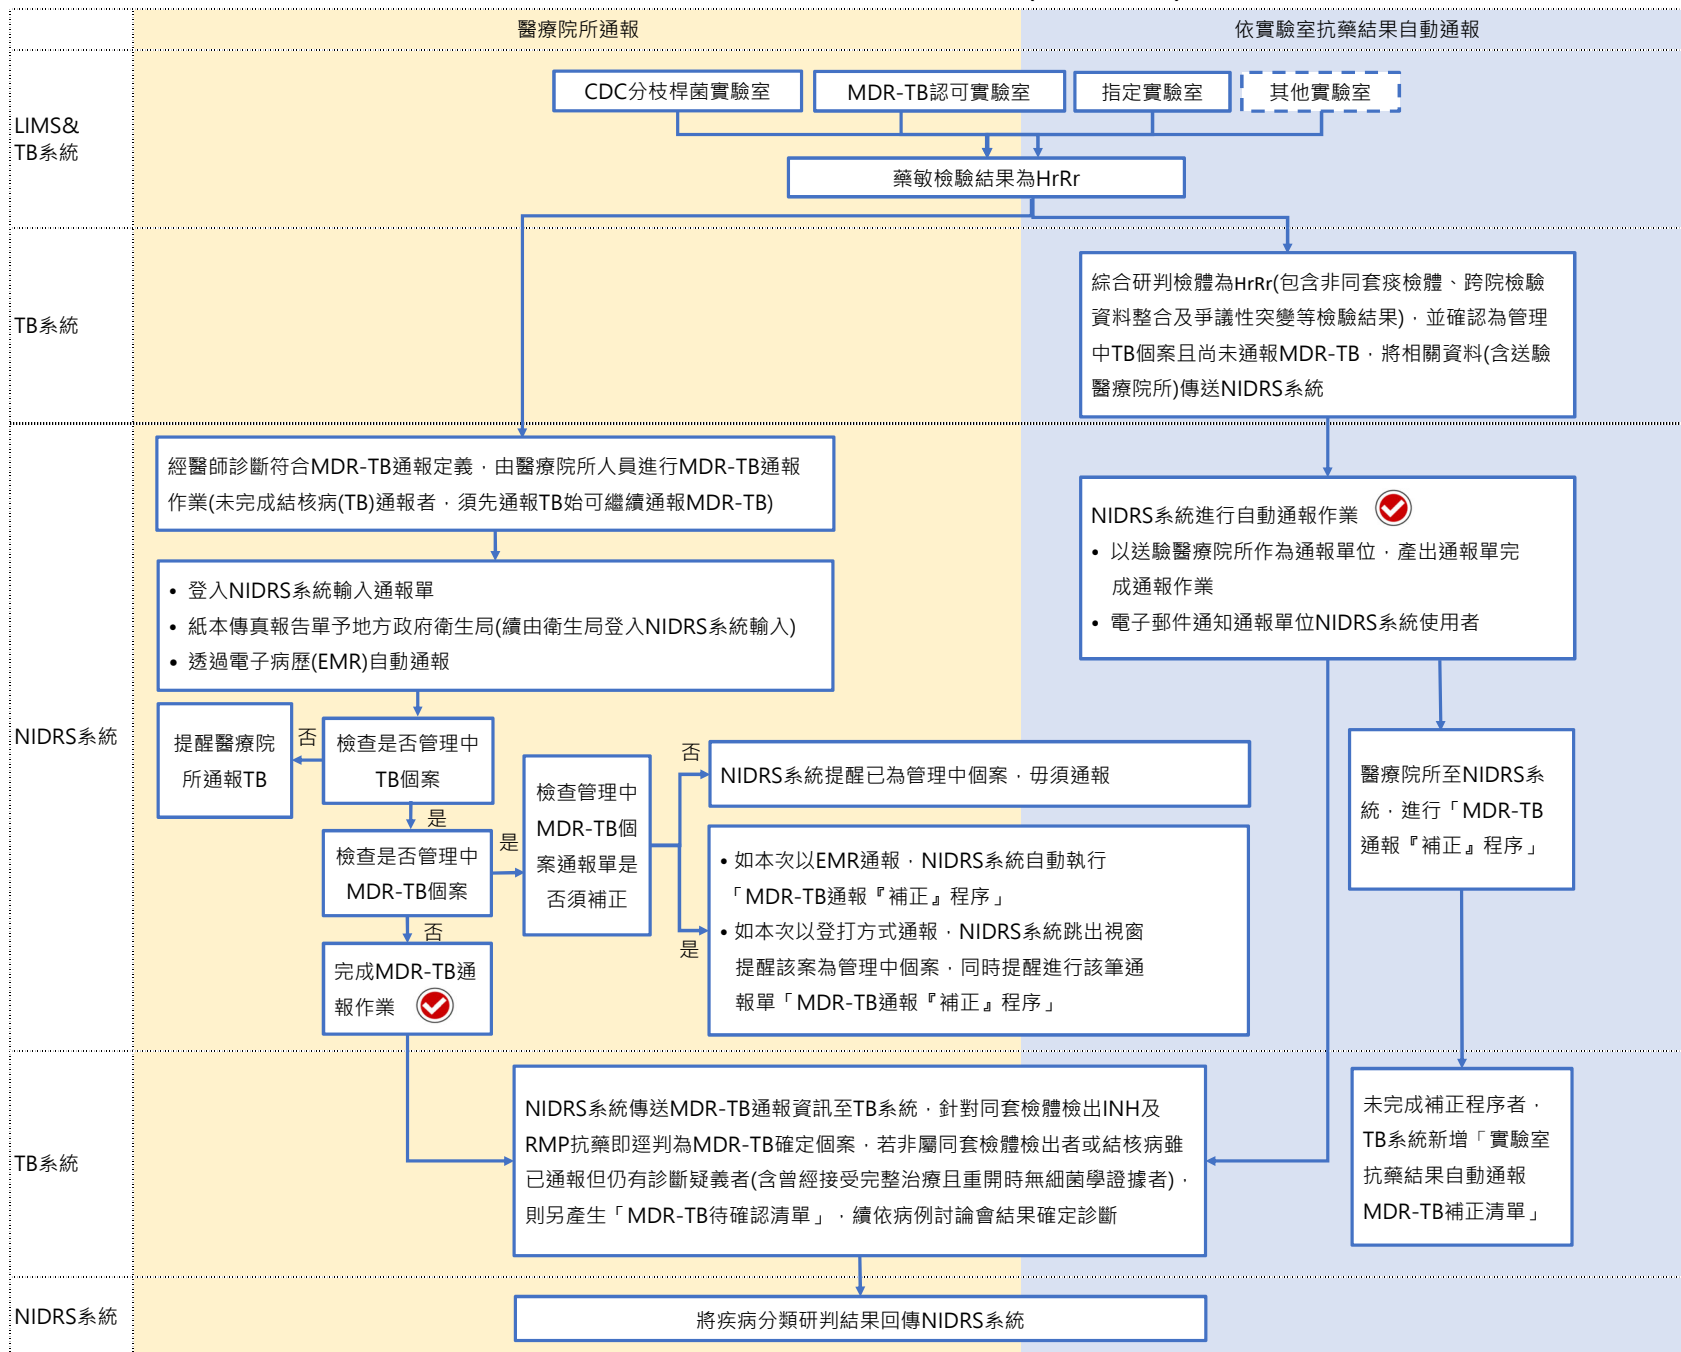 醫療院所通報
依實驗室抗藥結果自動通報
LIMS&
TB系統
CDC分枝桿菌實驗室
MDR-TB認可實驗室
指定實驗室
其他實驗室
藥敏檢驗結果為HrRr
TB系統
綜合研判檢體為HrRr(包含非同套痰檢體、跨院檢驗
資料整合及爭議性突變等檢驗結果)，並確認為管理
中TB個案且尚未通報MDR-TB，將相關資料(含送驗
醫療院所)傳送NIDRS系統
NIDRS系統
經醫師診斷符合MDR-TB通報定義，由醫療院所人員進行MDR-TB通報
作業(未完成結核病(TB)通報者，須先通報TB始可繼續通報MDR-TB)
• 登入NIDRS系統輸入通報單
• 紙本傳真報告單予地方政府衛生局(續由衛生局登入NIDRS系統輸入)
• 透過電子病歷(EMR)自動通報
提醒醫療院
所通報TB
否
檢查是否管理中
TB個案
是
檢查是否管理中
MDR-TB個案
否
完成MDR-TB通
報作業
是
檢查管理中
MDR-TB個
案通報單是
否須補正
否
NIDRS系統提醒已為管理中個案，毋須通報
是
• 如本次以EMR通報，NIDRS系統自動執行
「MDR-TB通報『補正』程序」
• 如本次以登打方式通報，NIDRS系統跳出視窗
提醒該案為管理中個案，同時提醒進行該筆通
報單「MDR-TB通報『補正』程序」
NIDRS系統進行自動通報作業
• 以送驗醫療院所作為通報單位，產出通報單完
成通報作業
• 電子郵件通知通報單位NIDRS系統使用者
醫療院所至NIDRS系
統，進行「MDR-TB
通報『補正』程序」
TB系統
NIDRS系統傳送MDR-TB通報資訊至TB系統，針對同套檢體檢出INH及
RMP抗藥即逕判為MDR-TB確定個案，若非屬同套檢體檢出者或結核病雖
已通報但仍有診斷疑義者(含曾經接受完整治療且重開時無細菌學證據者)，
則另產生「MDR-TB待確認清單」，續依病例討論會結果確定診斷
未完成補正程序者，
TB系統新增「實驗室
抗藥結果自動通報
MDR-TB補正清單」
NIDRS系統
將疾病分類研判結果回傳NIDRS系統